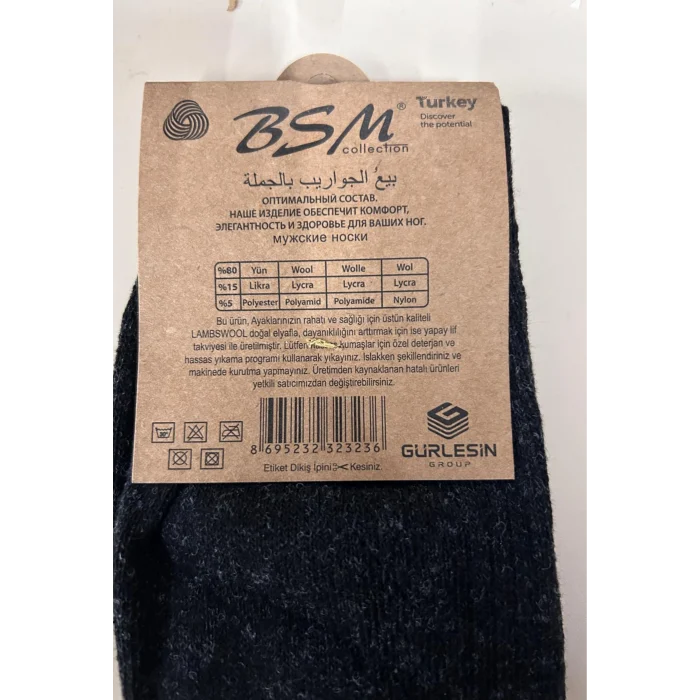 BSM®
collection
Turkey
Discover
the potential
بيعُ الجواريب بالجملة
ОПТИМАЛЬНЫЙ СОСТАВ.
НАШЕ ИЗДЕЛИЕ ОБЕСПЕЧИТ КОМФОРТ,
ЭЛЕГАНТНОСТЬ И ЗДОРОВЬЕ ДЛЯ ВАШИХ НОГ.
мужские носки
%80 Yün Wool Wolle Wol
%15 Likra Lycra Lycra Lycra
%5 Polyester Polyamid Polyamide Nylon
Bu ürün, Ayaklarınızın rahatı ve sağlığı için üstün kaliteli
LAMBSWOOL doğal elyafla, dayanıklılığını arttırmak için ise yapay lif
takviyesi ile üretilmiştir. Lütfen kumaşlar için özel deterjan ve
hassas yıkama programı kullanarak yıkayınız. Islakken şekillendiriniz ve
makinede kurulma yapmayınız. Üretimden kaynaklanan hatalı ürünleri
yetkili satıcımızdan değiştirebilirsiniz.
8 695232 323236
Etiket Dikiş İpini Kesiniz.
GÜRLESİN
GROUP